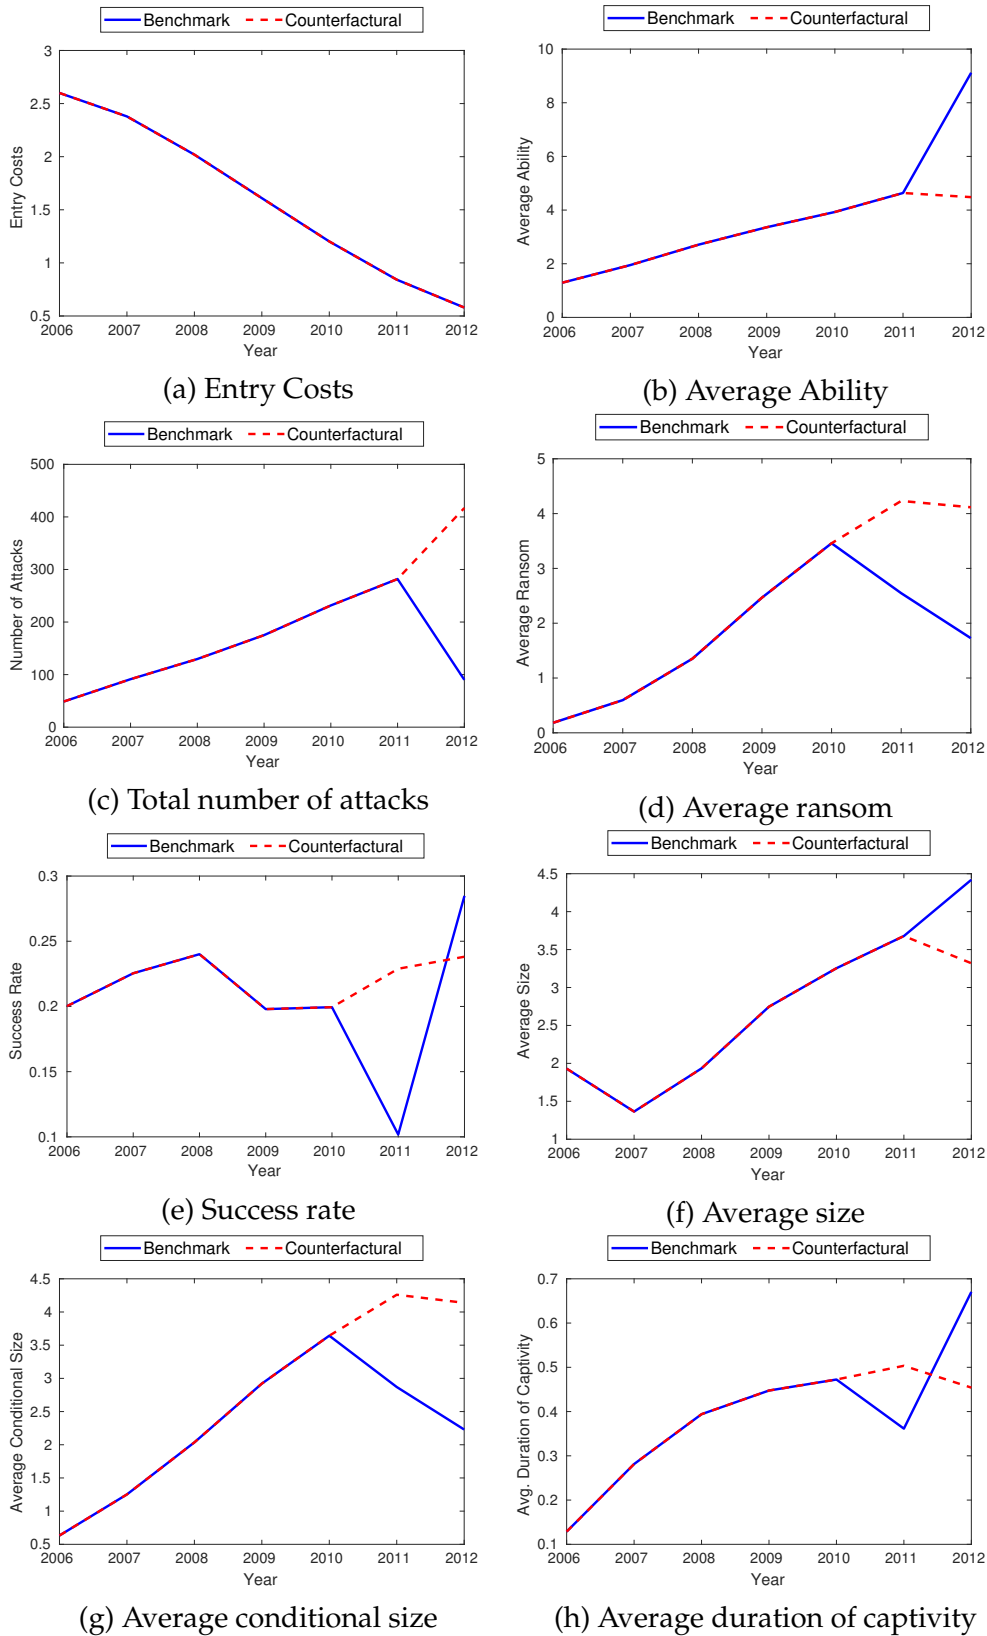 Benchmark Counterfactural
3
2.5
2
1.5
1
0.5
Entry Costs
2006 2007 2008 2009 2010 2011 2012
Year
(a) Entry Costs
Benchmark Counterfactural
10
8
6
4
2
0
Average Ability
2006 2007 2008 2009 2010 2011 2012
Year
(b) Average Ability
Benchmark Counterfactural
500
400
300
200
100
0
Number of Attacks
2006 2007 2008 2009 2010 2011 2012
Year
(c) Total number of attacks
Benchmark Counterfactural
5
4
3
2
1
0
Average Ransom
2006 2007 2008 2009 2010 2011 2012
Year
(d) Average ransom
Benchmark Counterfactural
0.3
0.25
0.2
0.15
0.1
Success Rate
2006 2007 2008 2009 2010 2011 2012
Year
(e) Success rate
Benchmark Counterfactural
4.5
4
3.5
3
2.5
2
1.5
1
Average Size
2006 2007 2008 2009 2010 2011 2012
Year
(f) Average size
Benchmark Counterfactural
4.5
4
3.5
3
2.5
2
1.5
1
0.5
Average Conditional Size
2006 2007 2008 2009 2010 2011 2012
Year
(g) Average conditional size
Benchmark Counterfactural
0.7
0.6
0.5
0.4
0.3
0.2
0.1
Avg. Duration of Captivity
2006 2007 2008 2009 2010 2011 2012
Year
(h) Average duration of captivity